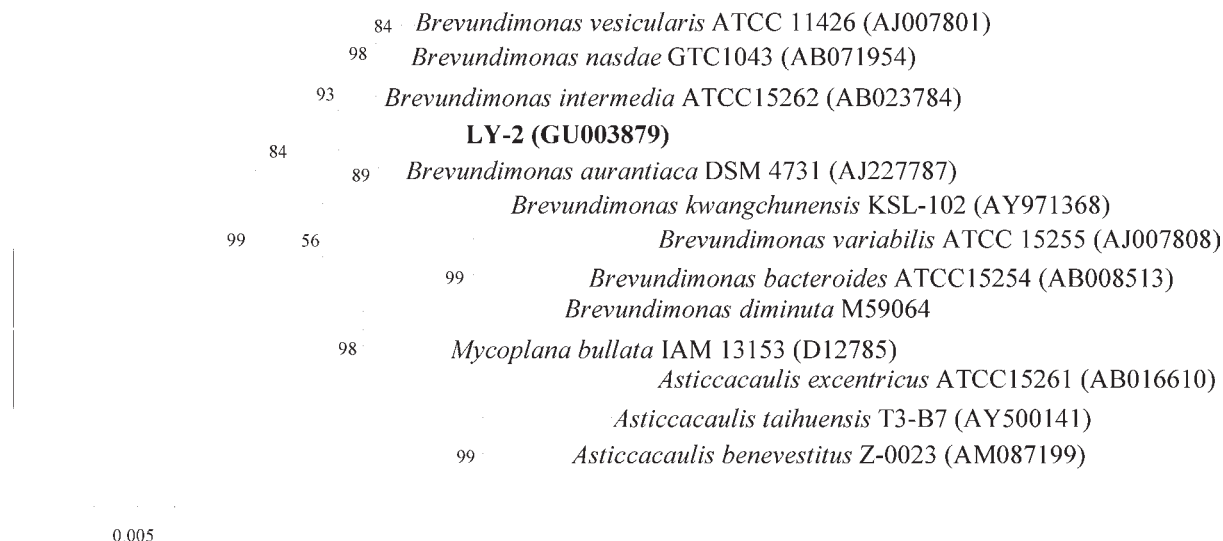 84 Brevundimonas vesicularis ATCC 11426 (AJ007801)
98 Brevundimonas nasdae GTC1043 (AB071954)
93 Brevundimonas intermedia ATCC15262 (AB023784)
LY-2 (GU003879)
84
89 Brevundimonas aurantiaca DSM 4731 (AJ227787)
Brevundimonas kwangchunensis KSL-102 (AY971368)
99 56 Brevundimonas variabilis ATCC 15255 (AJ007808)
99 Brevundimonas bacteroides ATCC15254 (AB008513)
Brevundimonas diminuta M59064
98 Mycoplana bullata IAM 13153 (D12785)
Asticcacaulis excentricus ATCC15261 (AB016610)
Asticcacaulis taihuensis T3-B7 (AY500141)
99 Asticcacaulis benevestitus Z-0023 (AM087199)
0.005